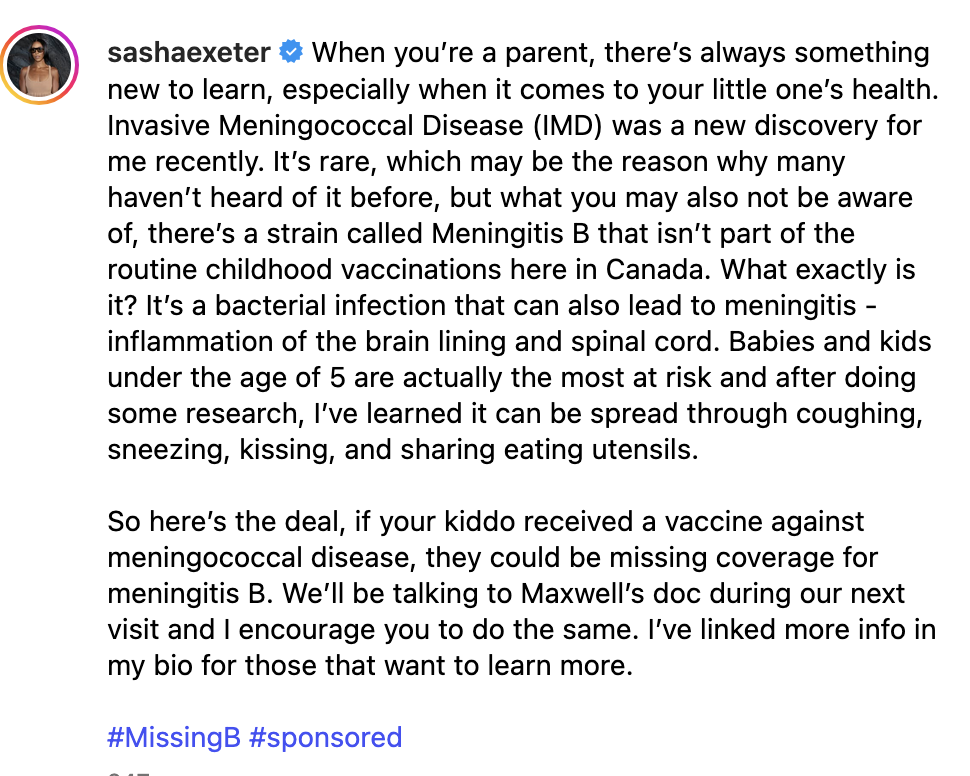 sashaexeter When you’re a parent, there’s always something
new to learn, especially when it comes to your little one’s health.
Invasive Meningococcal Disease (IMD) was a new discovery for
me recently. It’s rare, which may be the reason why many
haven’t heard of it before, but what you may also not be aware
of, there’s a strain called Meningitis B that isn’t part of the
routine childhood vaccinations here in Canada. What exactly is
it? It’s a bacterial infection that can also lead to meningitis -
inflammation of the brain lining and spinal cord. Babies and kids
under the age of 5 are actually the most at risk and after doing
some research, I’ve learned it can be spread through coughing,
sneezing, kissing, and sharing eating utensils.
So here’s the deal, if your kiddo received a vaccine against
meningococcal disease, they could be missing coverage for
meningitis B. We’ll be talking to Maxwell’s doc during our next
visit and I encourage you to do the same. I’ve linked more info in
my bio for those that want to learn more.
#MissingB #sponsored